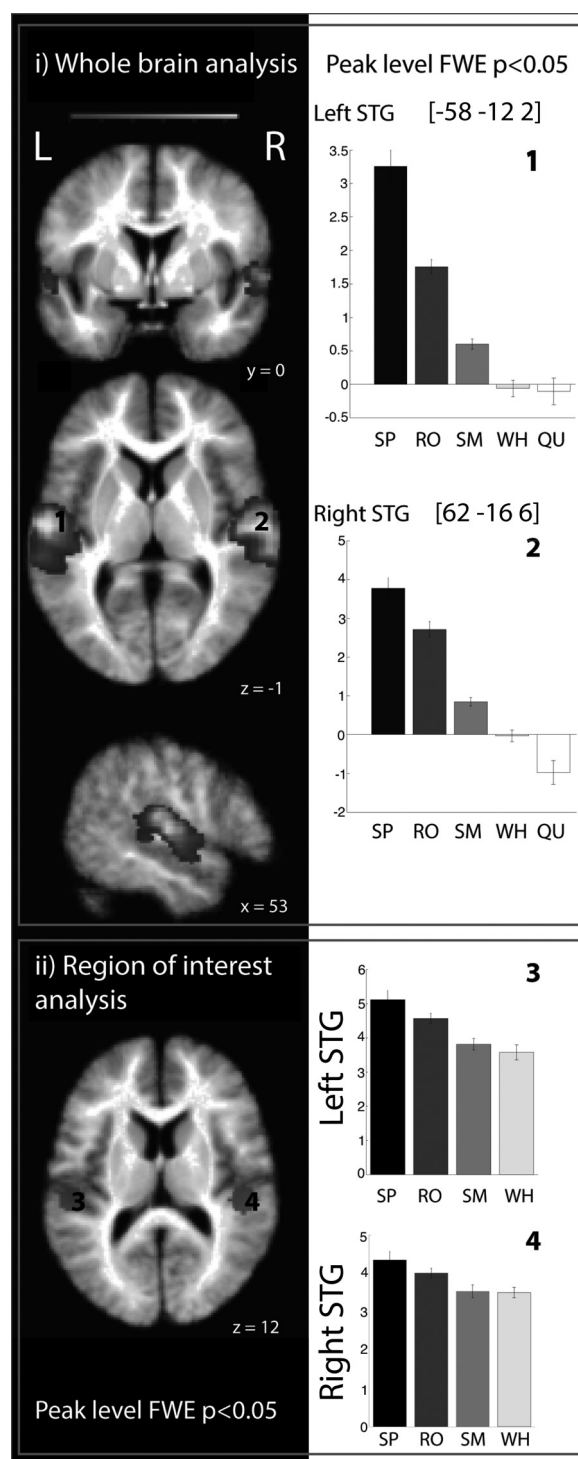 i) Whole brain analysis
Peak level FWE p<0.05
L R
y = 0
1 2
z = -1
x = 53
Left STG [-58 -12 2]
1
3.5
3
2.5
2
1.5
1
0.5
0
-0.5
SP RO SM WH QU
Right STG [62 -16 6]
2
5
4
3
2
1
0
-1
-2
SP RO SM WH QU
ii) Region of interest
analysis
3 4
z = 12
Peak level FWE p<0.05
3
Left STG
6
5
4
3
2
1
0
SP RO SM WH
4
Right STG
5
4
3
2
1
0
SP RO SM WH